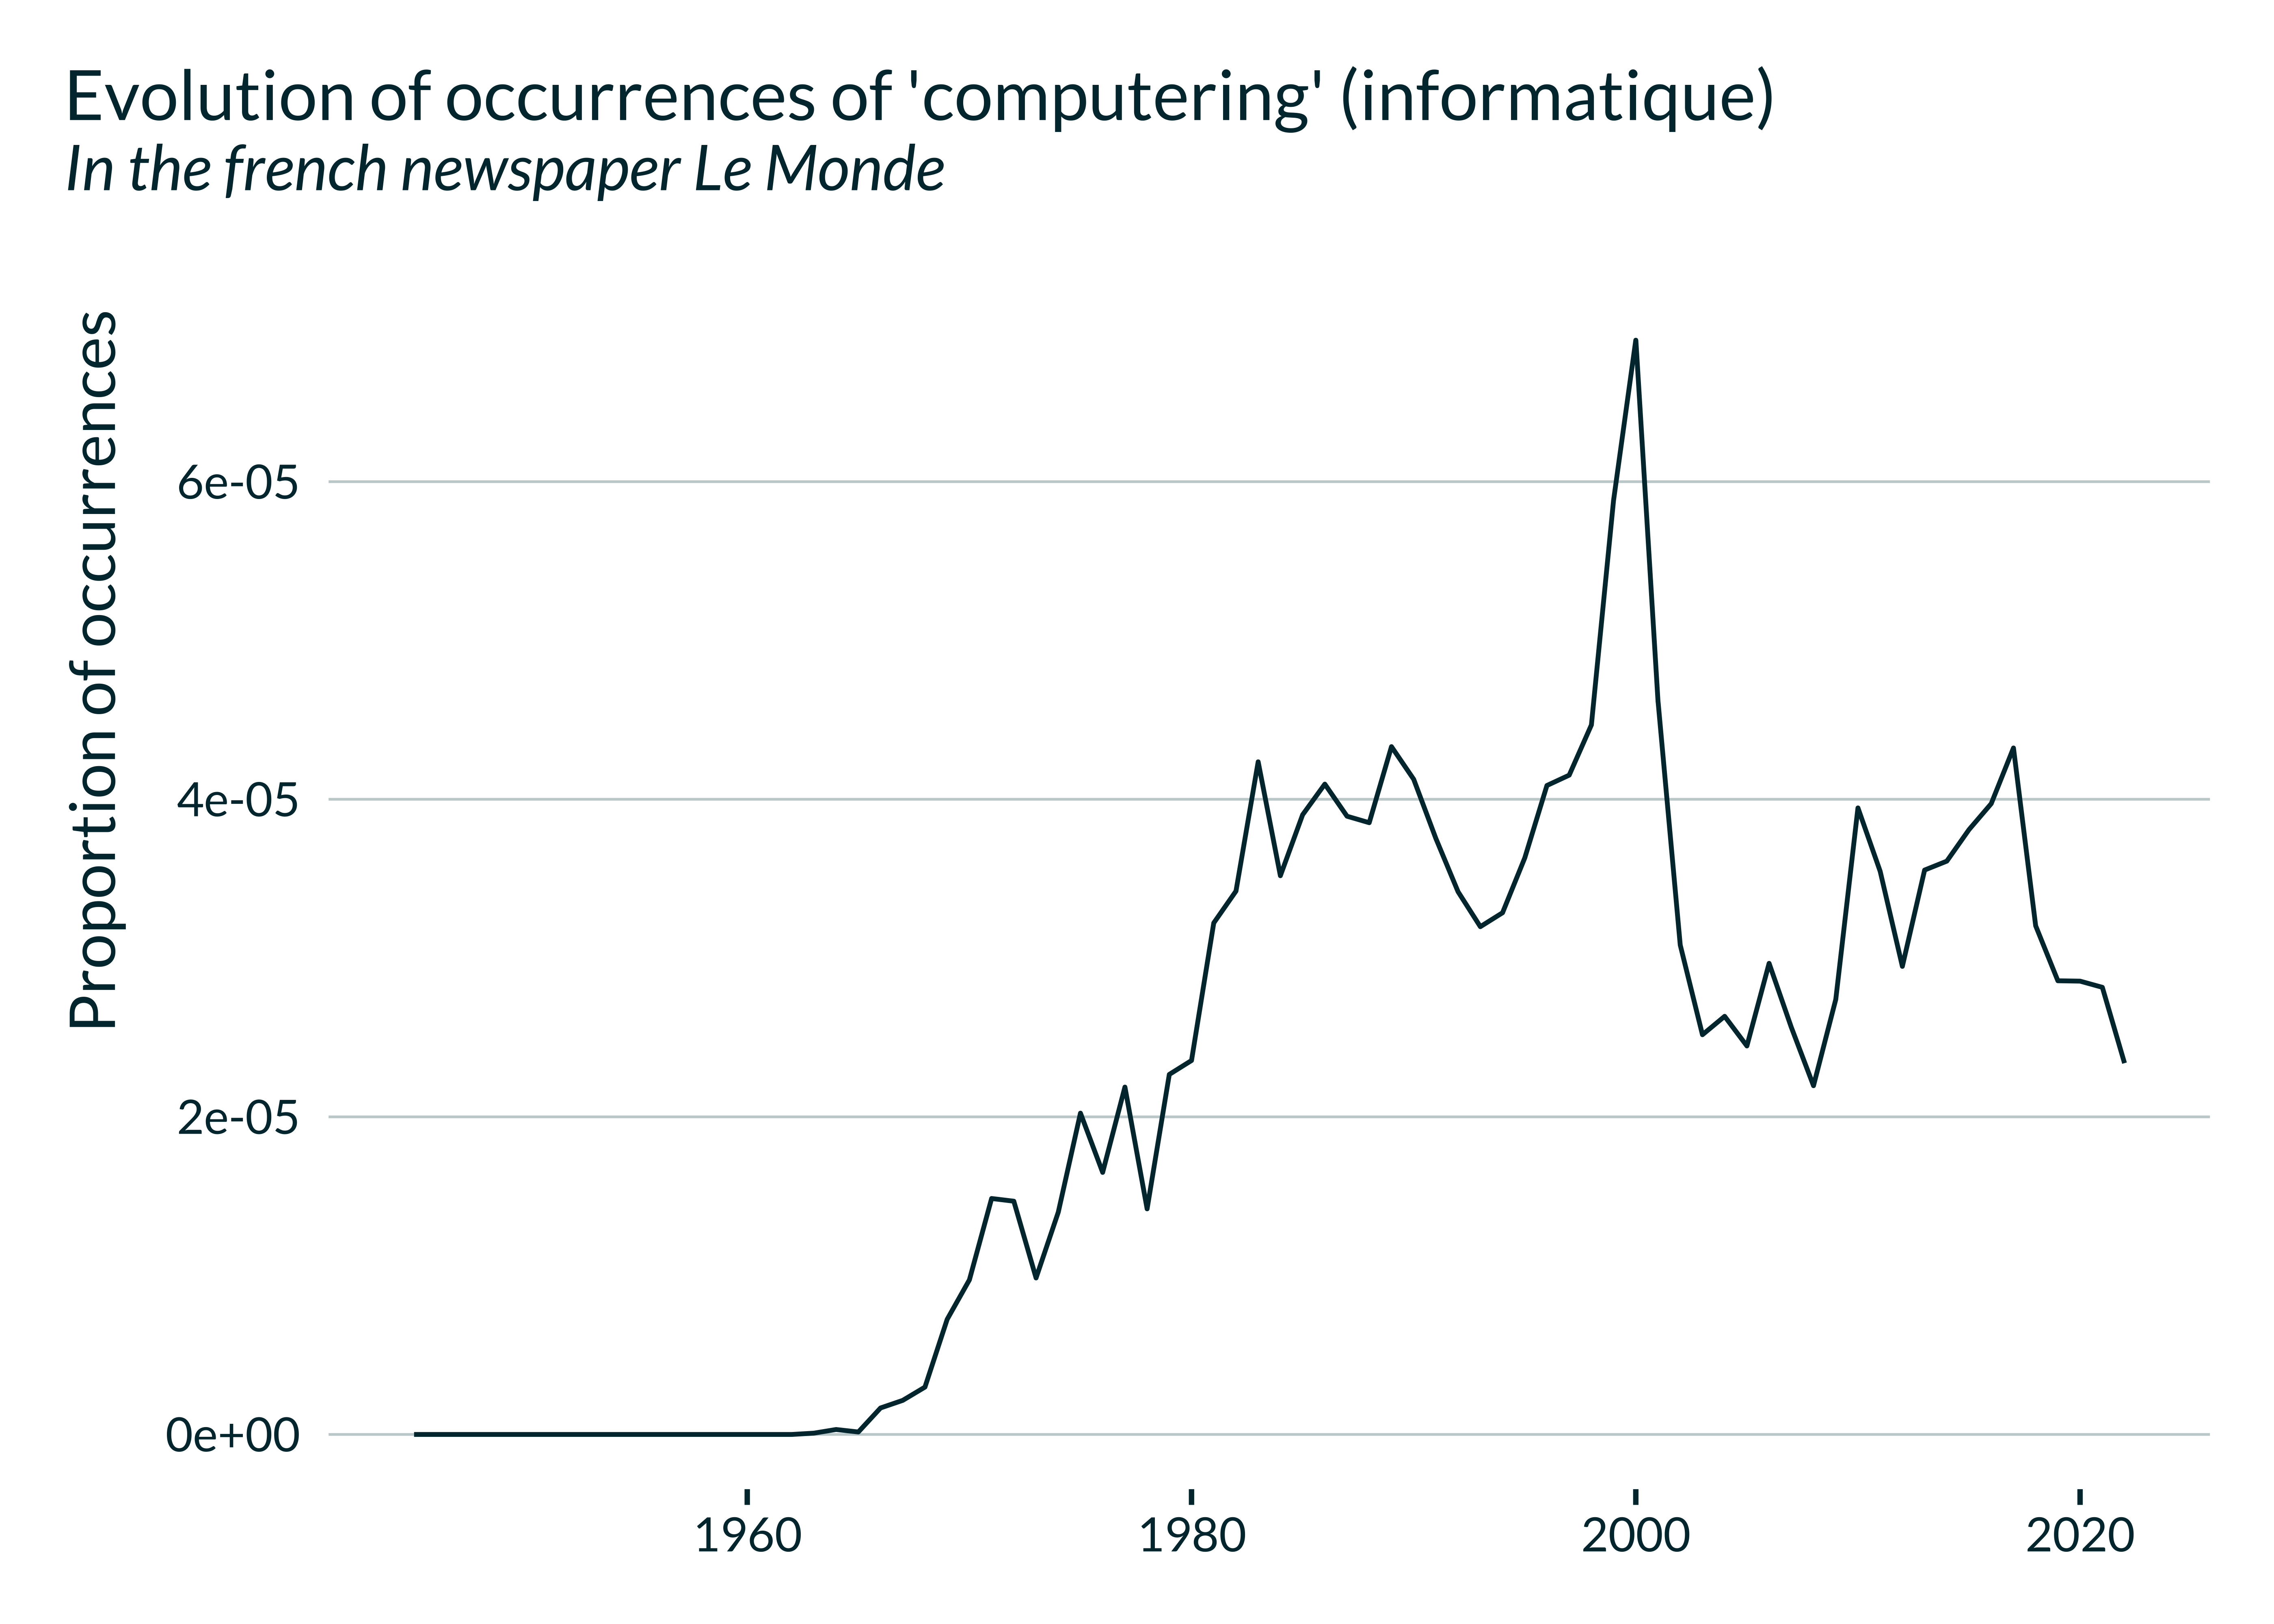 Evolution of occurrences of 'computering' (informatique)
In the french newspaper Le Monde
Proportion of occurrences
6e-05
4e-05
2e-05
0e+00
1960
1980
2000
2020